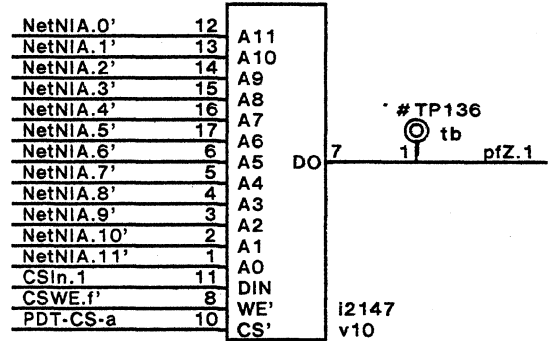 NetNIA.0' 12 A11
NetNIA.1' 13 A10
NetNIA.2' 14 A9
NetNIA.3' 15 A8
NetNIA.4' 16 A7
NetNIA.5' 17 A6
NetNIA.6' 6 A5 DO 7 1 pfZ.1
NetNIA.7' 5 A4
NetNIA.8' 4 A3
NetNIA.9' 3 A2
NetNIA.10' 2 A1
NetNIA.11' 1 A0
CSIn.1 11 DIN
CSWE.f' 8 WE' i2147
PDT-CS-a 10 CS' v10
#TP136
tb